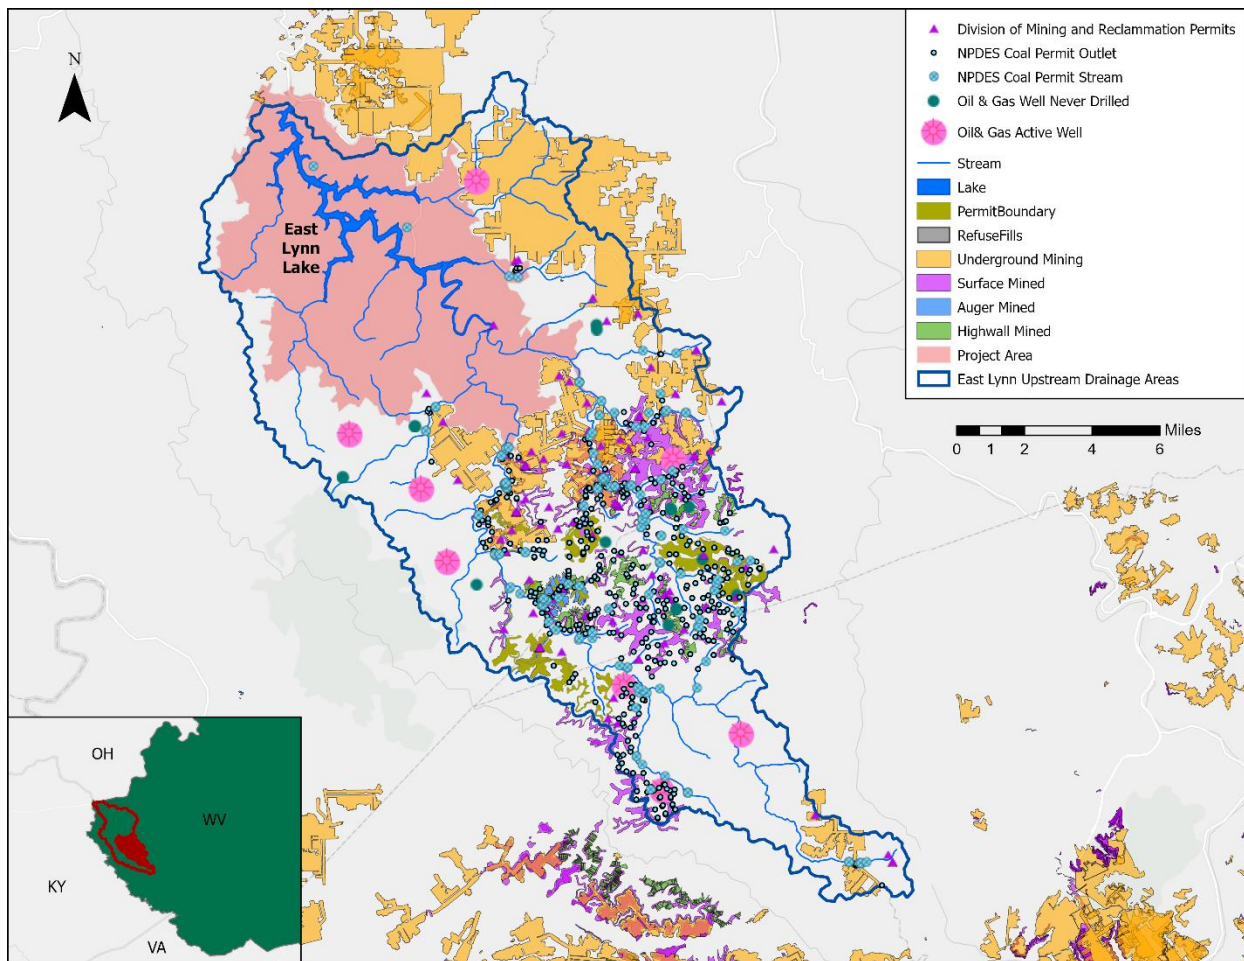 N
East
Lynn
Lake
Division of Mining and Reclammation Permits
NPDES Coal Permit Outlet
NPDES Coal Permit Stream
Oil & Gas Well Never Drilled
Oil& Gas Active Well
Stream
Lake
PermitBoundary
RefuseFills
Underground Mining
Surface Mined
Auger Mined
Highwall Mined
Project Area
East Lynn Upstream Drainage Areas
Miles
0 1 2 4 6
OH
WV
KY
VA